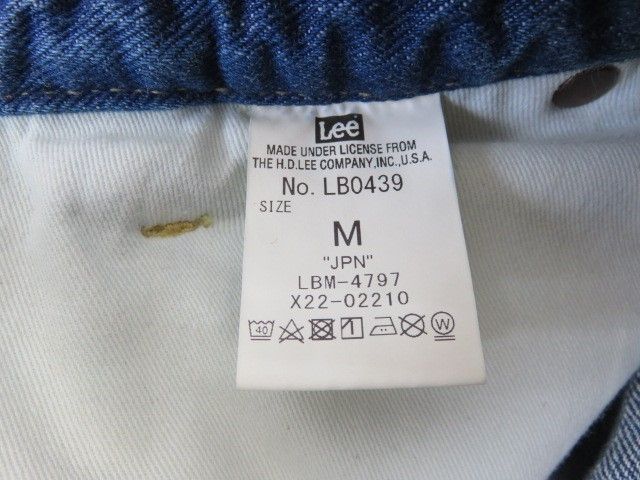 Lee
MADE UNDER LICENSE FROM
THE H.D.LEE COMPANY,INC.,U.S.A.
No. LB0439
SIZE
M
"JPN"
LBM-4797
X22-02210
40
W